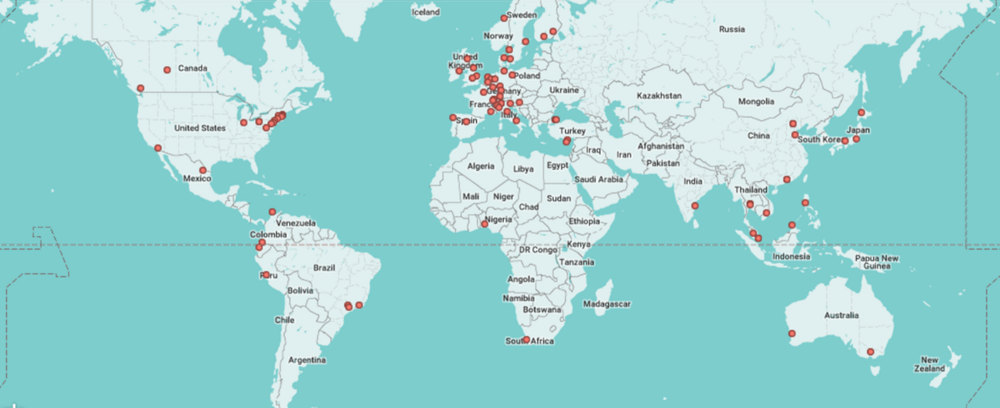 Iceland
Sweden
Russia
Norway
United
Kingdom
Canada
Poland
Ukraine
Germany
Kazakhstan
Mongolia
France
Italy
Spain
United States
Turkey
Japan
China
South Korea
Afghanistan
Iraq
Iran
Pakistan
Algeria
Libya
Egypt
Mexico
Saudi Arabia
India
Thailand
Mali
Niger
Sudan
Chad
Nigeria
Ethiopia
Venezuela
Colombia
Kenya
DR Congo
Indonesia
Tanzania
Papua New
Guinea
Brazil
Peru
Angola
Bolivia
Namibia
Madagascar
Botswana
Australia
Chile
South Africa
Argentina
New
Zealand